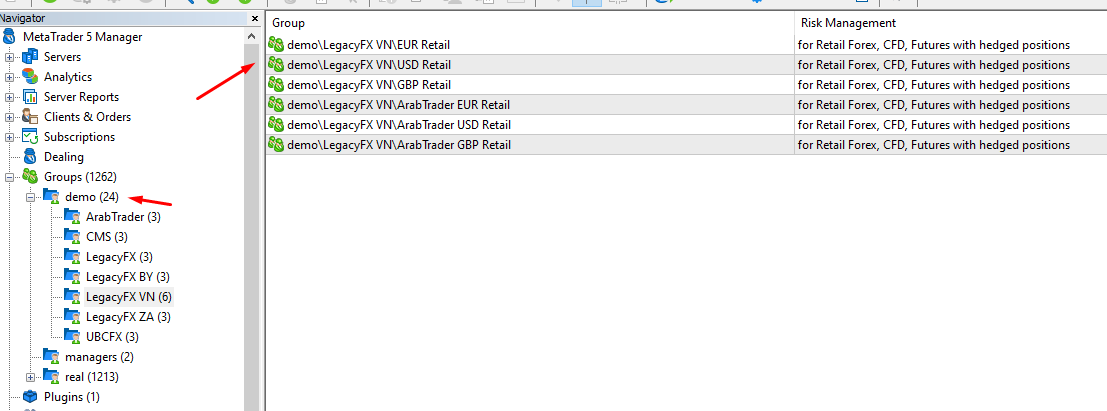 Navigator
MetaTrader 5 Manager
Servers
Analytics
Server Reports
Clients & Orders
Subscriptions
Dealing
Groups (1262)
demo (24)
ArabTrader (3)
CMS (3)
LegacyFX (3)
LegacyFX BY (3)
LegacyFX VN (6)
LegacyFX ZA (3)
UBCFX (3)
managers (2)
real (1213)
Plugins (1)
Group Risk Management
demo\LegacyFX VN\EUR Retail for Retail Forex, CFD, Futures with hedged positions
demo\LegacyFX VN\USD Retail for Retail Forex, CFD, Futures with hedged positions
demo\LegacyFX VN\GBP Retail for Retail Forex, CFD, Futures with hedged positions
demo\LegacyFX VN\ArabTrader EUR Retail for Retail Forex, CFD, Futures with hedged positions
demo\LegacyFX VN\ArabTrader USD Retail for Retail Forex, CFD, Futures with hedged positions
demo\LegacyFX VN\ArabTrader GBP Retail for Retail Forex, CFD, Futures with hedged positions